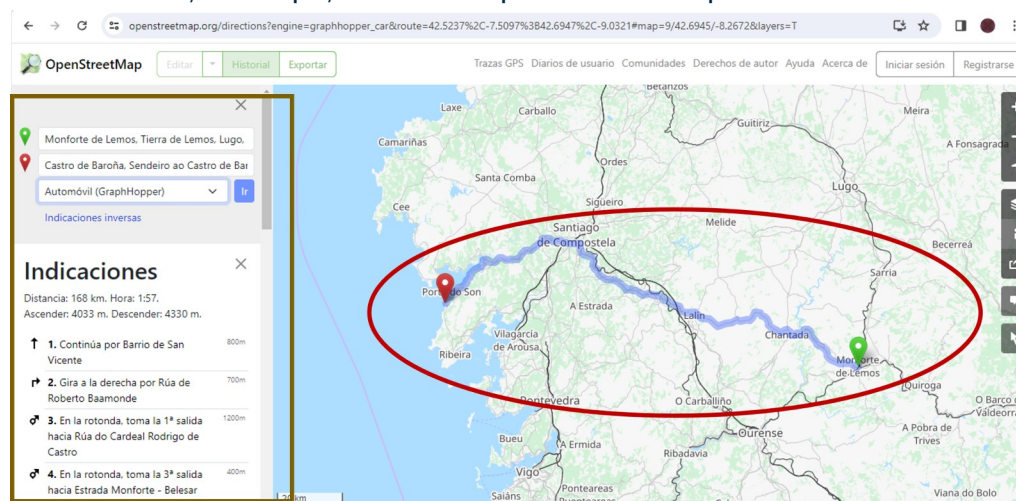 openstreetmap.org/directions?engine=graphhopper_car&route=42.5237%2C-7.5097%3B42.6947%2C-9.0321#map=9/42.6945/-8.2672&layers=T
OpenStreetMap
Editar
Historial
Exportar
Trazas GPS
Diarios de usuario
Comunidades
Derechos de autor
Ayuda
Acerca de
Iniciar sesión
Registrarse
Monforte de Lemos, Tierra de Lemos, Lugo,
Castro de Baroña, Sendeiro ao Castro de Bar
Automóvil (GraphHopper)
Ir
Indicaciones inversas
Indicaciones
Distancia: 168 km. Hora: 1:57.
Ascender: 4033 m. Descender: 4330 m.
1. Continúa por Barrio de San
Vicente
800m
2. Gira a la derecha por Rúa de
Roberto Baamonde
700m
3. En la rotonda, toma la 1ª salida
hacia Rúa do Cardeal Rodrigo de
Castro
1200m
4. En la rotonda, toma la 3ª salida
hacia Estrada Monforte - Belesar
400m
Betanzos
Laxe
Carballo
Guitiriz
Meira
Camariñas
A Fonsagrada
Ordes
Santa Comba
Lugo
Cee
Sigüeiro
Melide
Santiago
de Compostela
Becerreá
Sarria
Porto do Son
A Estrada
Lalín
Chantada
Vilagarcía
de Arousa
Ribeira
Monforte
de Lemos
Quiroga
Pontevedra
O Carballiño
O Barco de
Valdeorras
A Pobra de
Trives
Bueu
A Ermida
Ourense
Ribadavia
Vigo
Ponteareas
Saiáns
Puenteareas
Viana do Bolo
20 km